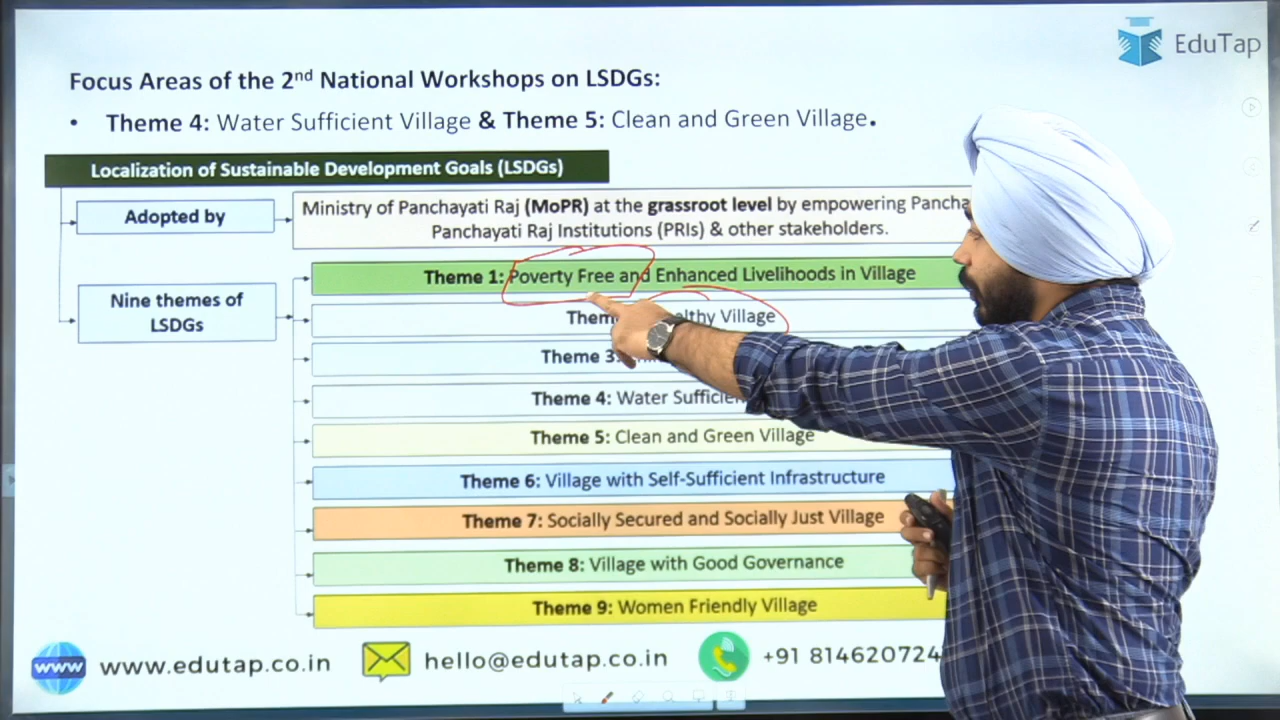 EduTap
Focus Areas of the 2nd National Workshops on LSDGs:
• Theme 4: Water Sufficient Village & Theme 5: Clean and Green Village.
Localization of Sustainable Development Goals (LSDGs)
Adopted by
Ministry of Panchayati Raj (MoPR) at the grassroot level by empowering
Panchayati Raj Institutions (PRIs) & other stakeholders.
Nine themes of
LSDGs
Theme 1: Poverty Free and Enhanced Livelihoods in Village
Village
Theme 3:
Theme 4: Water
Theme 5: Clean and Green Village
Theme 6: Village with Self-Sufficient Infrastructure
Theme 7: Socially Secured and Socially Just Village
Theme 8: Village with Good Governance
Theme 9: Women Friendly Village
www www.edutap.co.in hello@edutap.co.in +91 814620724